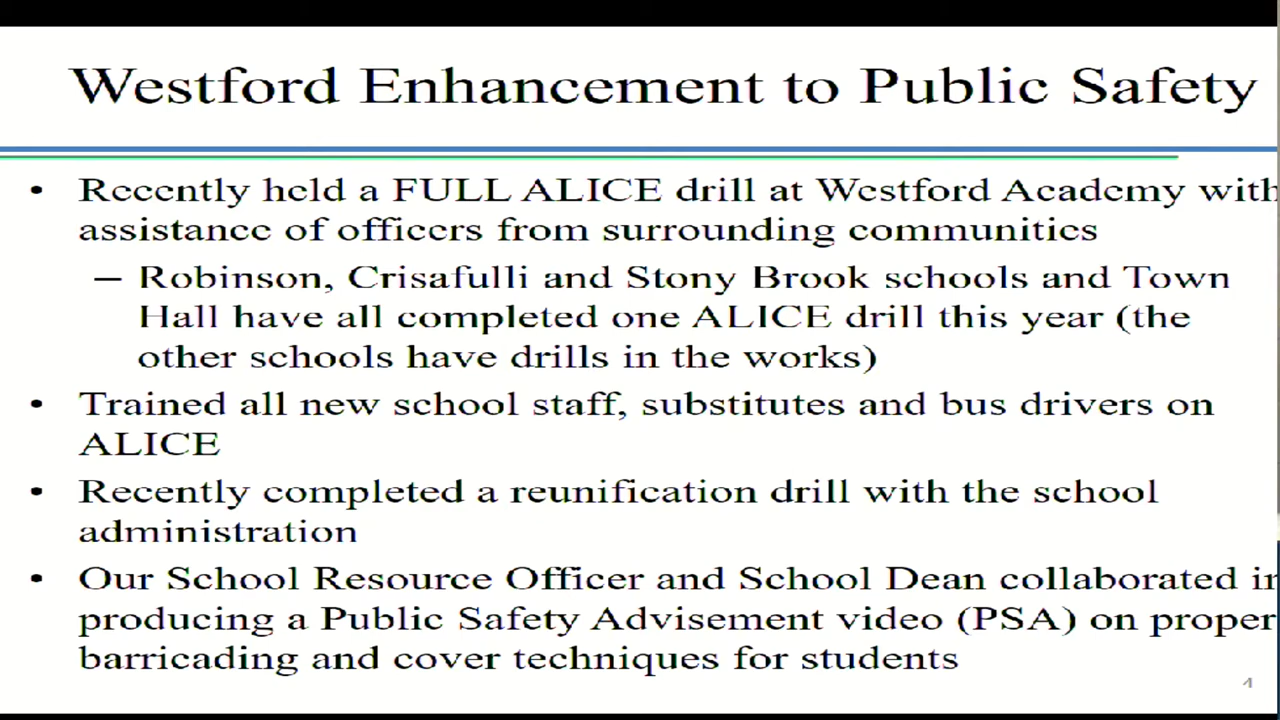 Westford Enhancement to Public Safety
• Recently held a FULL ALICE drill at Westford Academy with
assistance of officers from surrounding communities
– Robinson, Crisafulli and Stony Brook schools and Town
Hall have all completed one ALICE drill this year (the
other schools have drills in the works)
• Trained all new school staff, substitutes and bus drivers on
ALICE
• Recently completed a reunification drill with the school
administration
• Our School Resource Officer and School Dean collaborated in
producing a Public Safety Advisement video (PSA) on proper
barricading and cover techniques for students
4